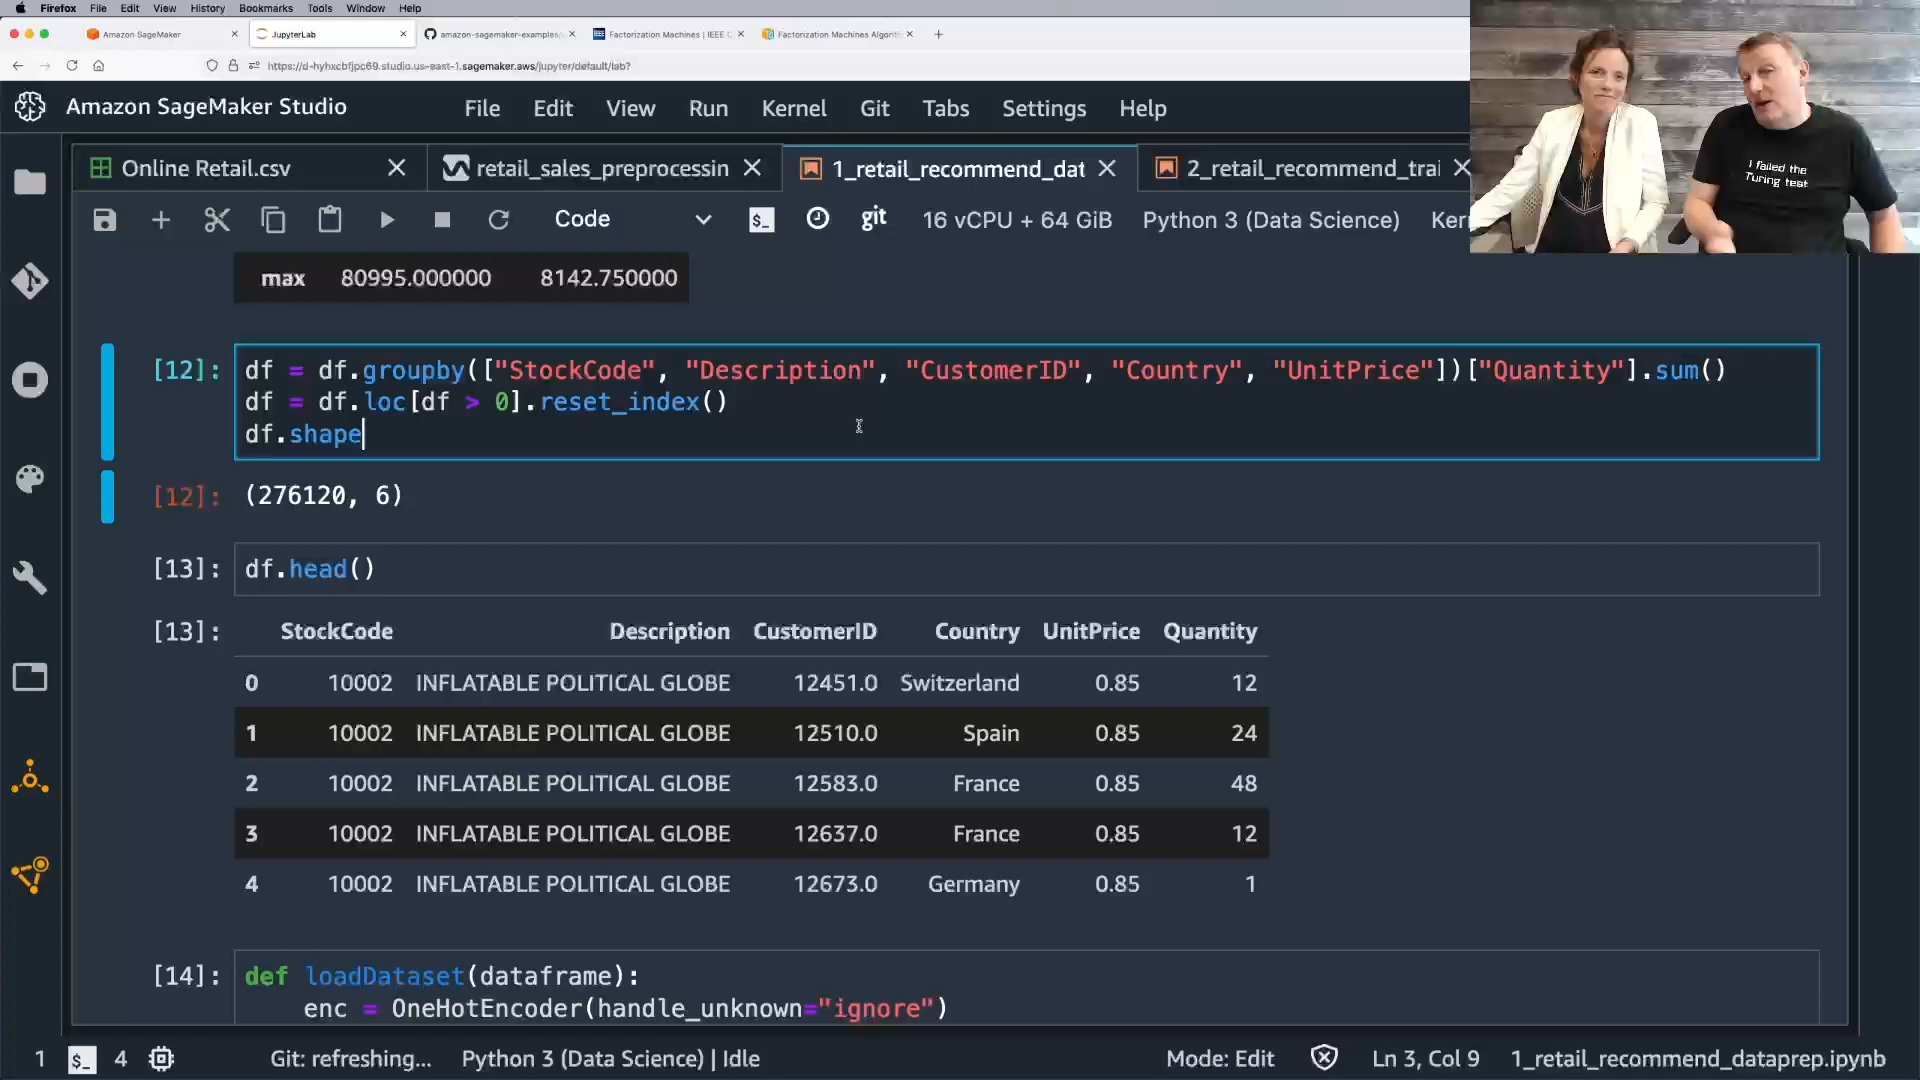 Firefox File Edit View History Bookmarks Tools Window Help
Amazon SageMaker JupyterLab amazon-sagemaker-examples/ Factorization Machines | IEEE C Factorization Machines Algorith
https://d-hyhxcbfjpc69.studio.us-east-1.sagemaker.aws/jupyter/default/lab?
Amazon SageMaker Studio File Edit View Run Kernel Git Tabs Settings Help
Online Retail.csv retail_sales_preprocessin 1_retail_recommend_dat 2_retail_recommend_trai
Code git 16 vCPU + 64 GiB Python 3 (Data Science) Ker
I failed the
Turing test
max 80995.000000 8142.750000
[12]: df = df.groupby(["StockCode", "Description", "CustomerID", "Country", "UnitPrice"])["Quantity"].sum()
df = df.loc[df > 0].reset_index()
df.shape
[12]: (276120, 6)
[13]: df.head()
[13]: StockCode Description CustomerID Country UnitPrice Quantity
0 10002 INFLATABLE POLITICAL GLOBE 12451.0 Switzerland 0.85 12
1 10002 INFLATABLE POLITICAL GLOBE 12510.0 Spain 0.85 24
2 10002 INFLATABLE POLITICAL GLOBE 12583.0 France 0.85 48
3 10002 INFLATABLE POLITICAL GLOBE 12637.0 France 0.85 12
4 10002 INFLATABLE POLITICAL GLOBE 12673.0 Germany 0.85 1
[14]: def loadDataset(dataframe):
enc = OneHotEncoder(handle_unknown="ignore")
1 $_ 4 Git: refreshing... Python 3 (Data Science) | Idle Mode: Edit Ln 3, Col 9 1_retail_recommend_dataprep.ipynb